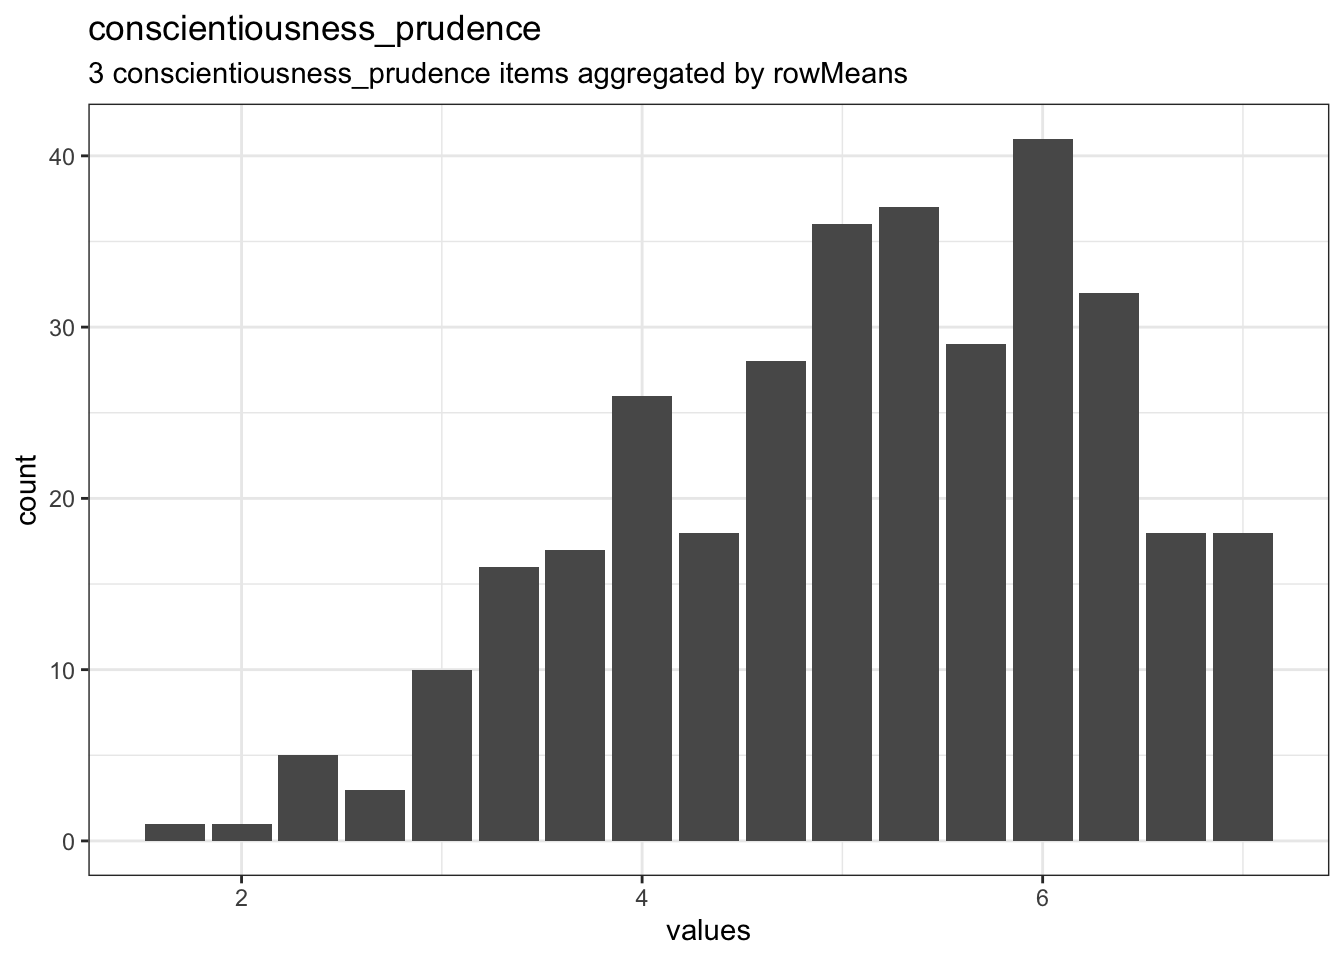 conscientiousness_prudence
3 conscientiousness_prudence items aggregated by rowMeans
40
30
20
10
0
count
2 4 6
values